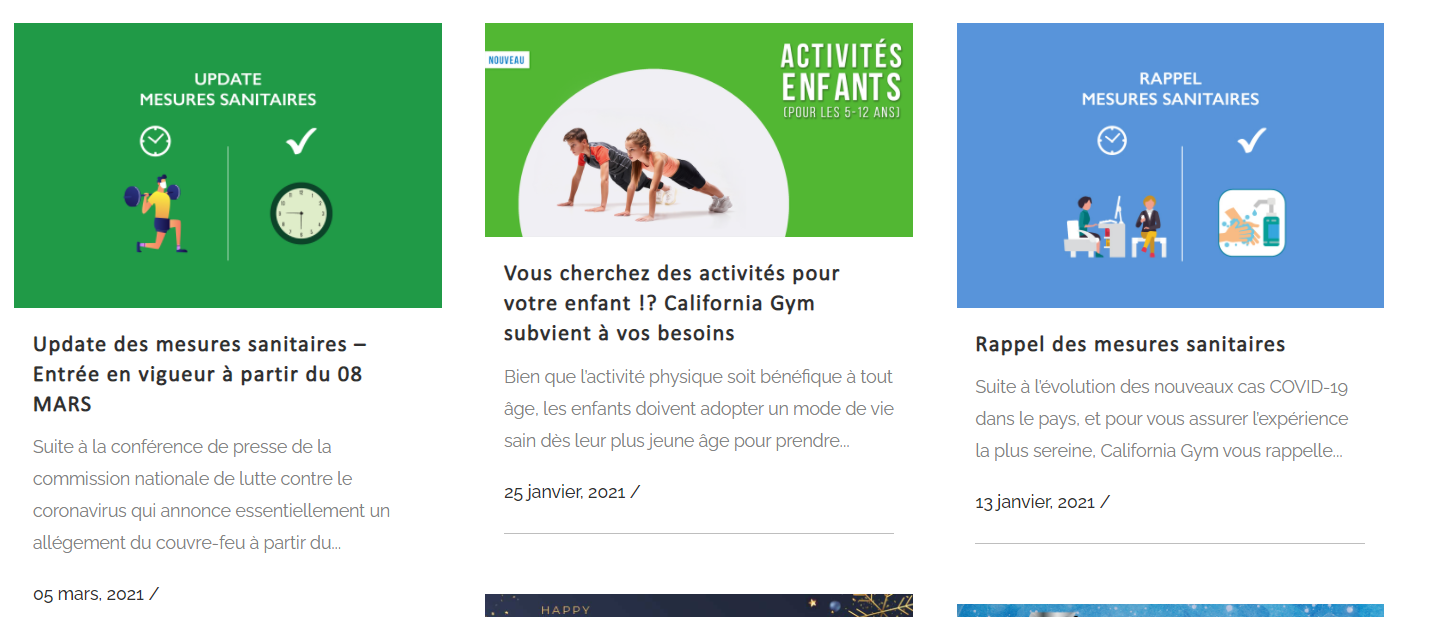 UPDATE
MESURES SANITAIRES
Update des mesures sanitaires –
Entrée en vigueur à partir du 08
MARS
Suite à la conférence de presse de la
commission nationale de lutte contre le
coronavirus qui annonce essentiellement un
allégement du couvre-feu à partir du...
05 mars, 2021 /
NOUVEAU
ACTIVITÉS
ENFANTS
(POUR LES 5-12 ANS)
Vous cherchez des activités pour
votre enfant !? California Gym
subvient à vos besoins
Bien que l'activité physique soit bénéfique à tout
âge, les enfants doivent adopter un mode de vie
sain dès leur plus jeune âge pour prendre...
25 janvier, 2021 /
HAPPY
RAPPEL
MESURES SANITAIRES
Rappel des mesures sanitaires
Suite à l'évolution des nouveaux cas COVID-19
dans le pays, et pour vous assurer l'expérience
la plus sereine, California Gym vous rappelle...
13 janvier, 2021 /